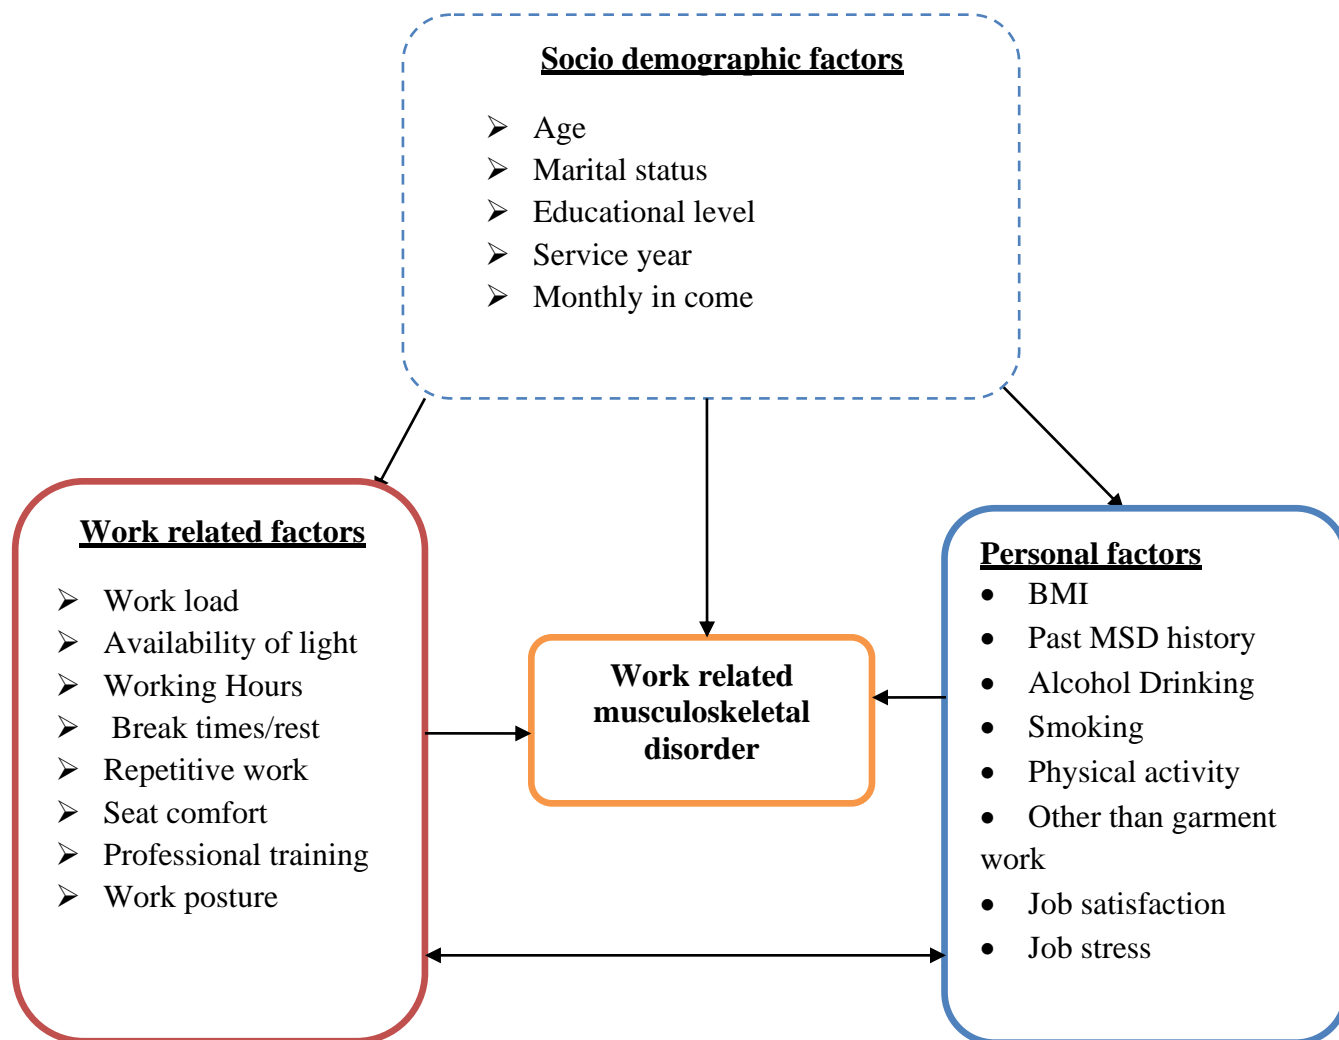 Socio demographic factors
➢ Age
➢ Marital status
➢ Educational level
➢ Service year
➢ Monthly in come
Work related factors
➢ Work load
➢ Availability of light
➢ Working Hours
➢ Break times/rest
➢ Repetitive work
➢ Seat comfort
➢ Professional training
➢ Work posture
Work related
musculoskeletal
disorder
Personal factors
• BMI
• Past MSD history
• Alcohol Drinking
• Smoking
• Physical activity
• Other than garment
work
• Job satisfaction
• Job stress